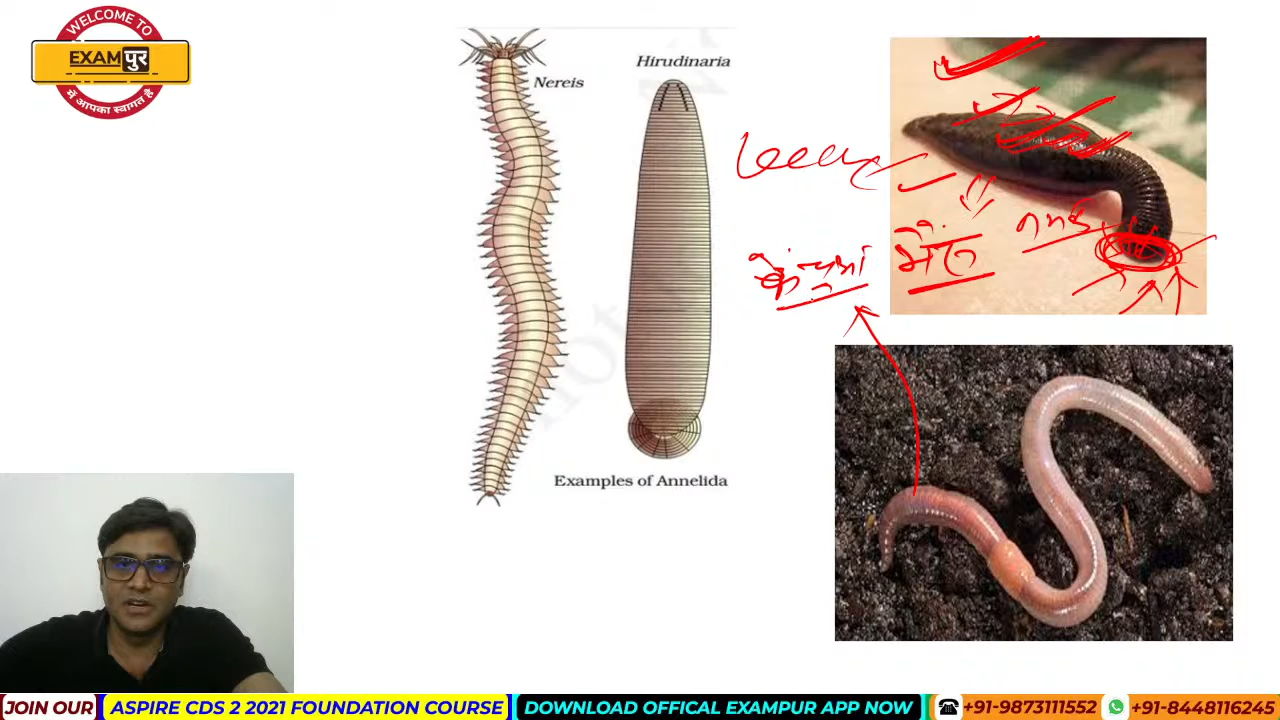 WELCOME TO
EXAMपुर
में आपका स्वागत है
Nereis
Hirudinaria
Examples of Annelida
केंचुआ
JOIN OUR ASPIRE CDS 2 2021 FOUNDATION COURSE DOWNLOAD OFFICAL EXAMPUR APP NOW +91-9873111552 +91-8448116245